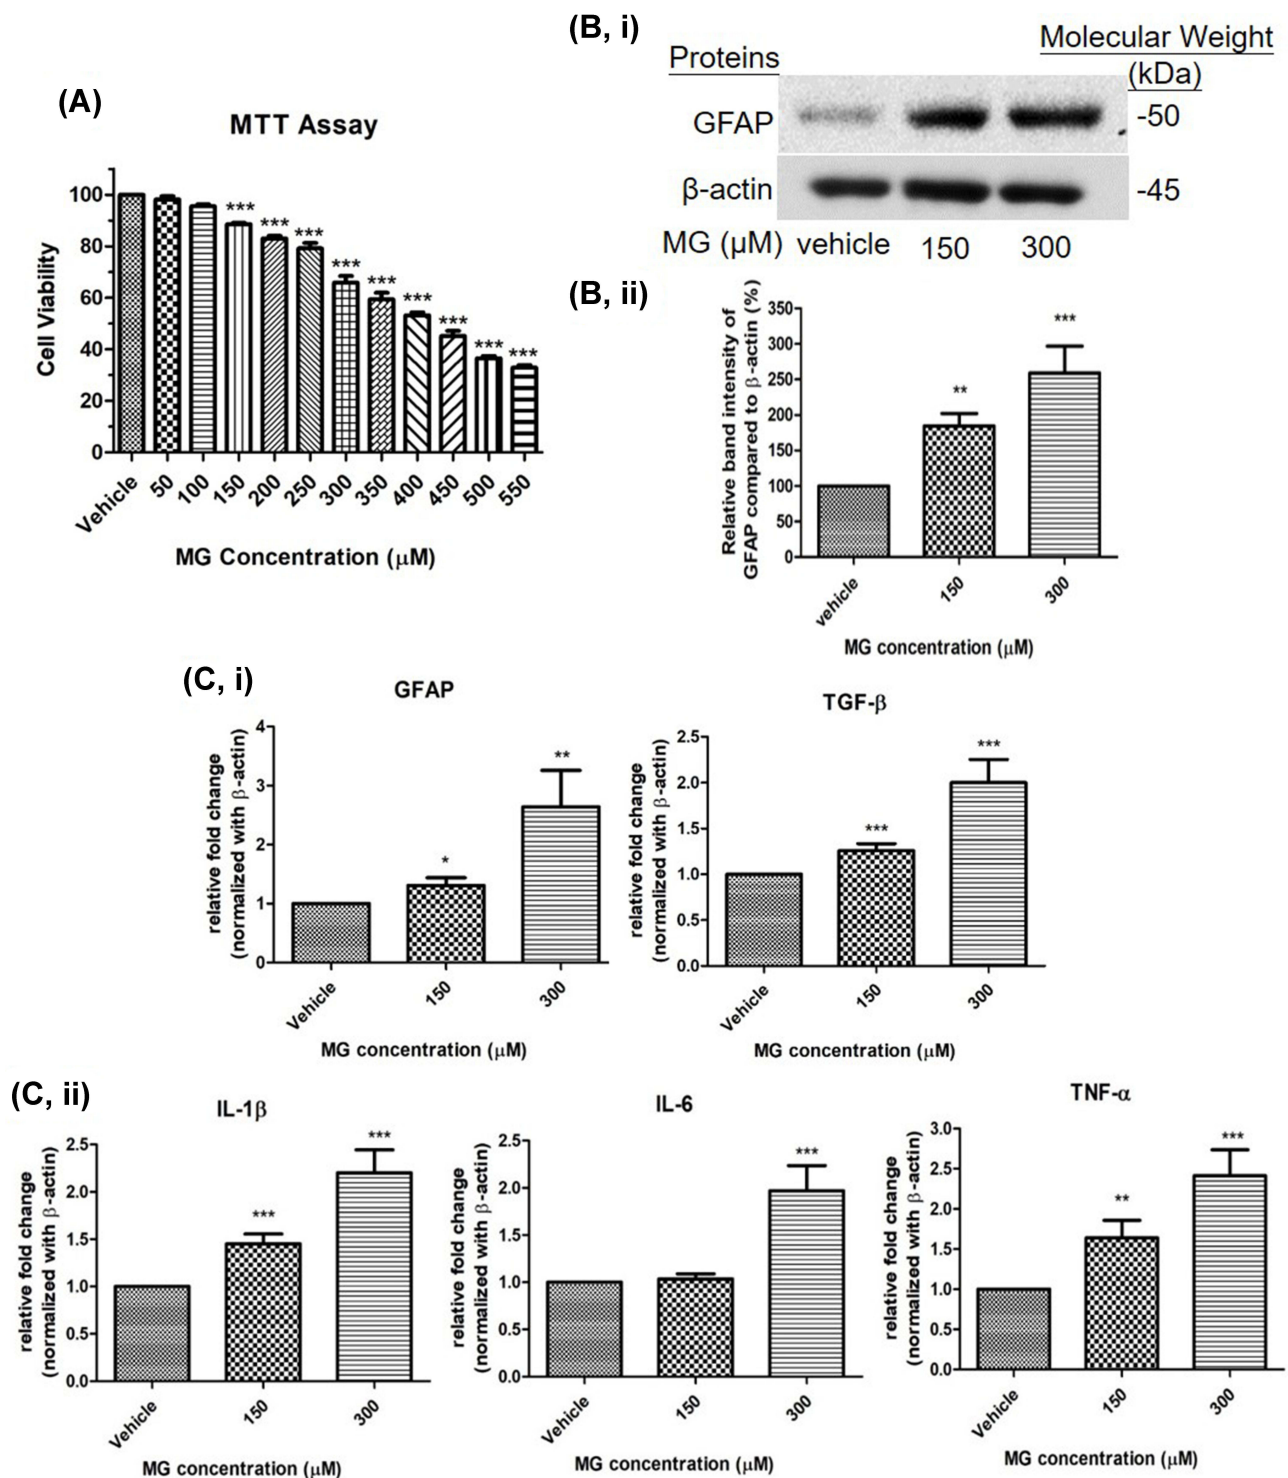 (A)
MTT Assay
Cell Viability
100
80
60
40
20
0
***
***
***
***
***
***
***
***
***
Vehicle
50
100
150
200
250
300
350
400
450
500
550
MG Concentration (μM)
(B, i)
Proteins
Molecular Weight
(kDa)
GFAP
-50
β-actin
-45
MG (μM) vehicle 150 300
(B, ii)
Relative band intensity of
GFAP compared to β-actin (%)
350
300
250
200
150
100
50
0
**
***
vehicle
150
300
MG concentration (μM)
(C, i)
GFAP
relative fold change
(normalized with β-actin)
4
3
2
1
0
*
**
Vehicle
150
300
MG concentration (μM)
TGF-β
relative fold change
(normalized with β-actin)
2.5
2.0
1.5
1.0
0.5
0.0
***
***
Vehicle
150
300
MG concentration (μM)
(C, ii)
IL-1β
relative fold change
(normalized with β-actin)
2.5
2.0
1.5
1.0
0.5
0.0
***
***
Vehicle
150
300
MG concentration (μM)
IL-6
relative fold change
(normalized with β-actin)
2.5
2.0
1.5
1.0
0.5
0.0
***
Vehicle
150
300
MG concentration (μM)
TNF-α
relative fold change
(normalized with β-actin)
3.0
2.5
2.0
1.5
1.0
0.5
0.0
**
***
Vehicle
150
300
MG concentration (μM)